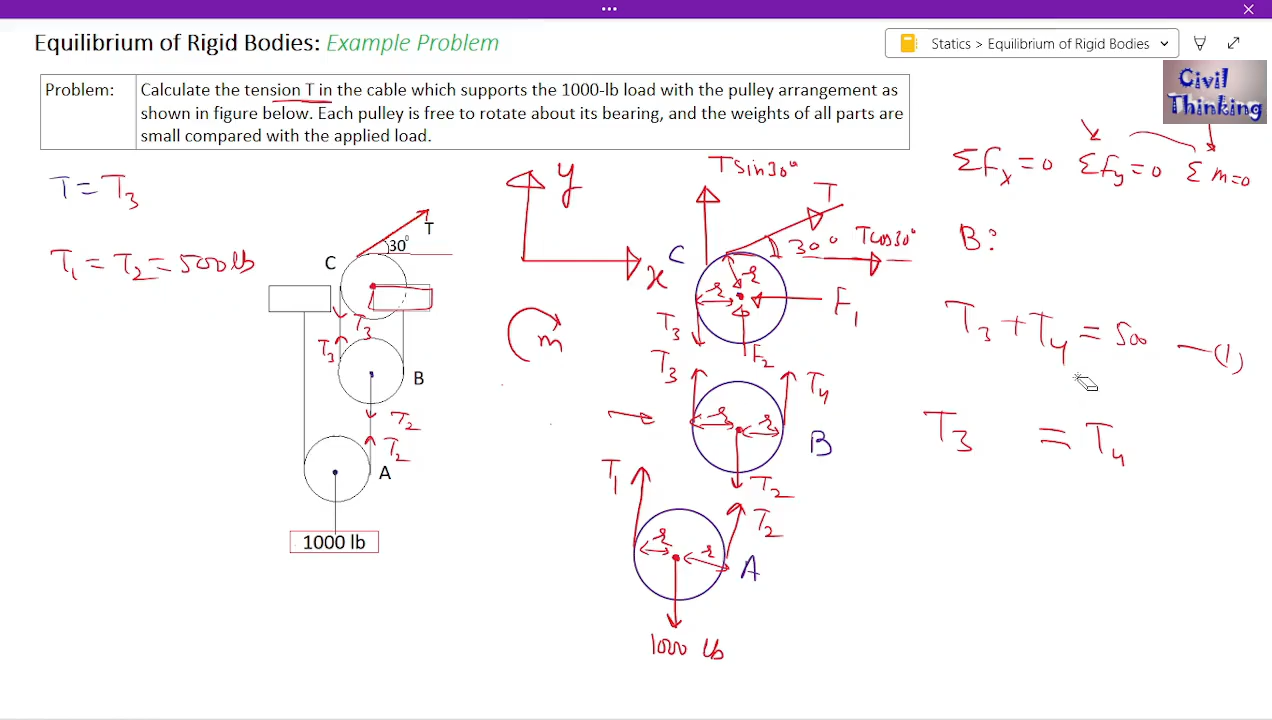 Equilibrium of Rigid Bodies: Example Problem
Statics > Equilibrium of Rigid Bodies
Civil
Thinking
Problem:
Calculate the tension T in the cable which supports the 1000-lb load with the pulley arrangement as
shown in figure below. Each pulley is free to rotate about its bearing, and the weights of all parts are
small compared with the applied load.
T = T3
T1 = T2 = 500 lb
T
30°
C
T3
T3
B
T2
T2
A
1000 lb
y
x
m
T sin30°
T
30°
T cos30°
C
r
r
F1
T3
F2
T3
T4
r
r
B
T2
T1
T2
r
r
A
1000 lb
Σfx = 0 Σfy = 0 Σm=0
B:
T3 + T4 = 500 —(1)
T3 = T4